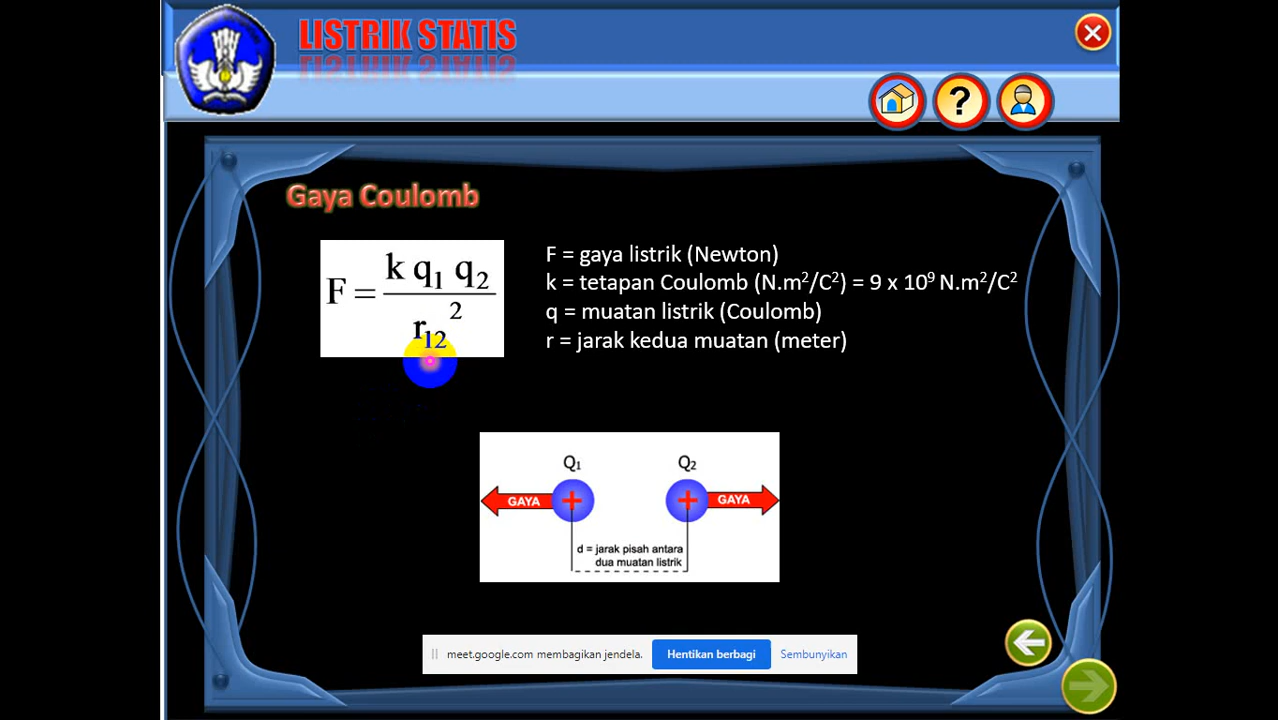 LISTRIK STATIS
?
Gaya Coulomb
F = k q₁ q₂ / r₁₂²
F = gaya listrik (Newton)
k = tetapan Coulomb (N.m²/C²) = 9 x 10⁹ N.m²/C²
q = muatan listrik (Coulomb)
r = jarak kedua muatan (meter)
Q₁ Q₂
GAYA + + GAYA
d = jarak pisah antara
dua muatan listrik
meet.google.com membagikan jendela. Hentikan berbagi Sembunyikan